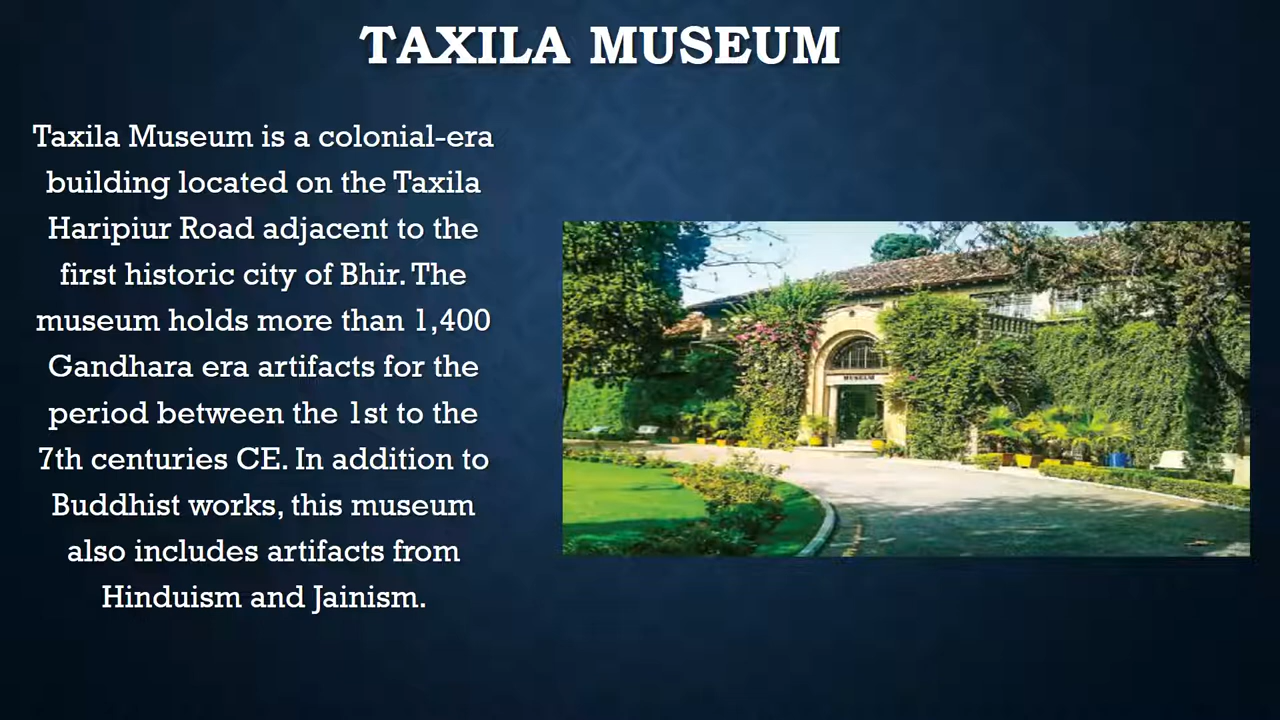 TAXILA MUSEUM
Taxila Museum is a colonial-era
building located on the Taxila
Haripiur Road adjacent to the
first historic city of Bhir. The
museum holds more than 1,400
Gandhara era artifacts for the
period between the 1st to the
7th centuries CE. In addition to
Buddhist works, this museum
also includes artifacts from
Hinduism and Jainism.
MUSEUM